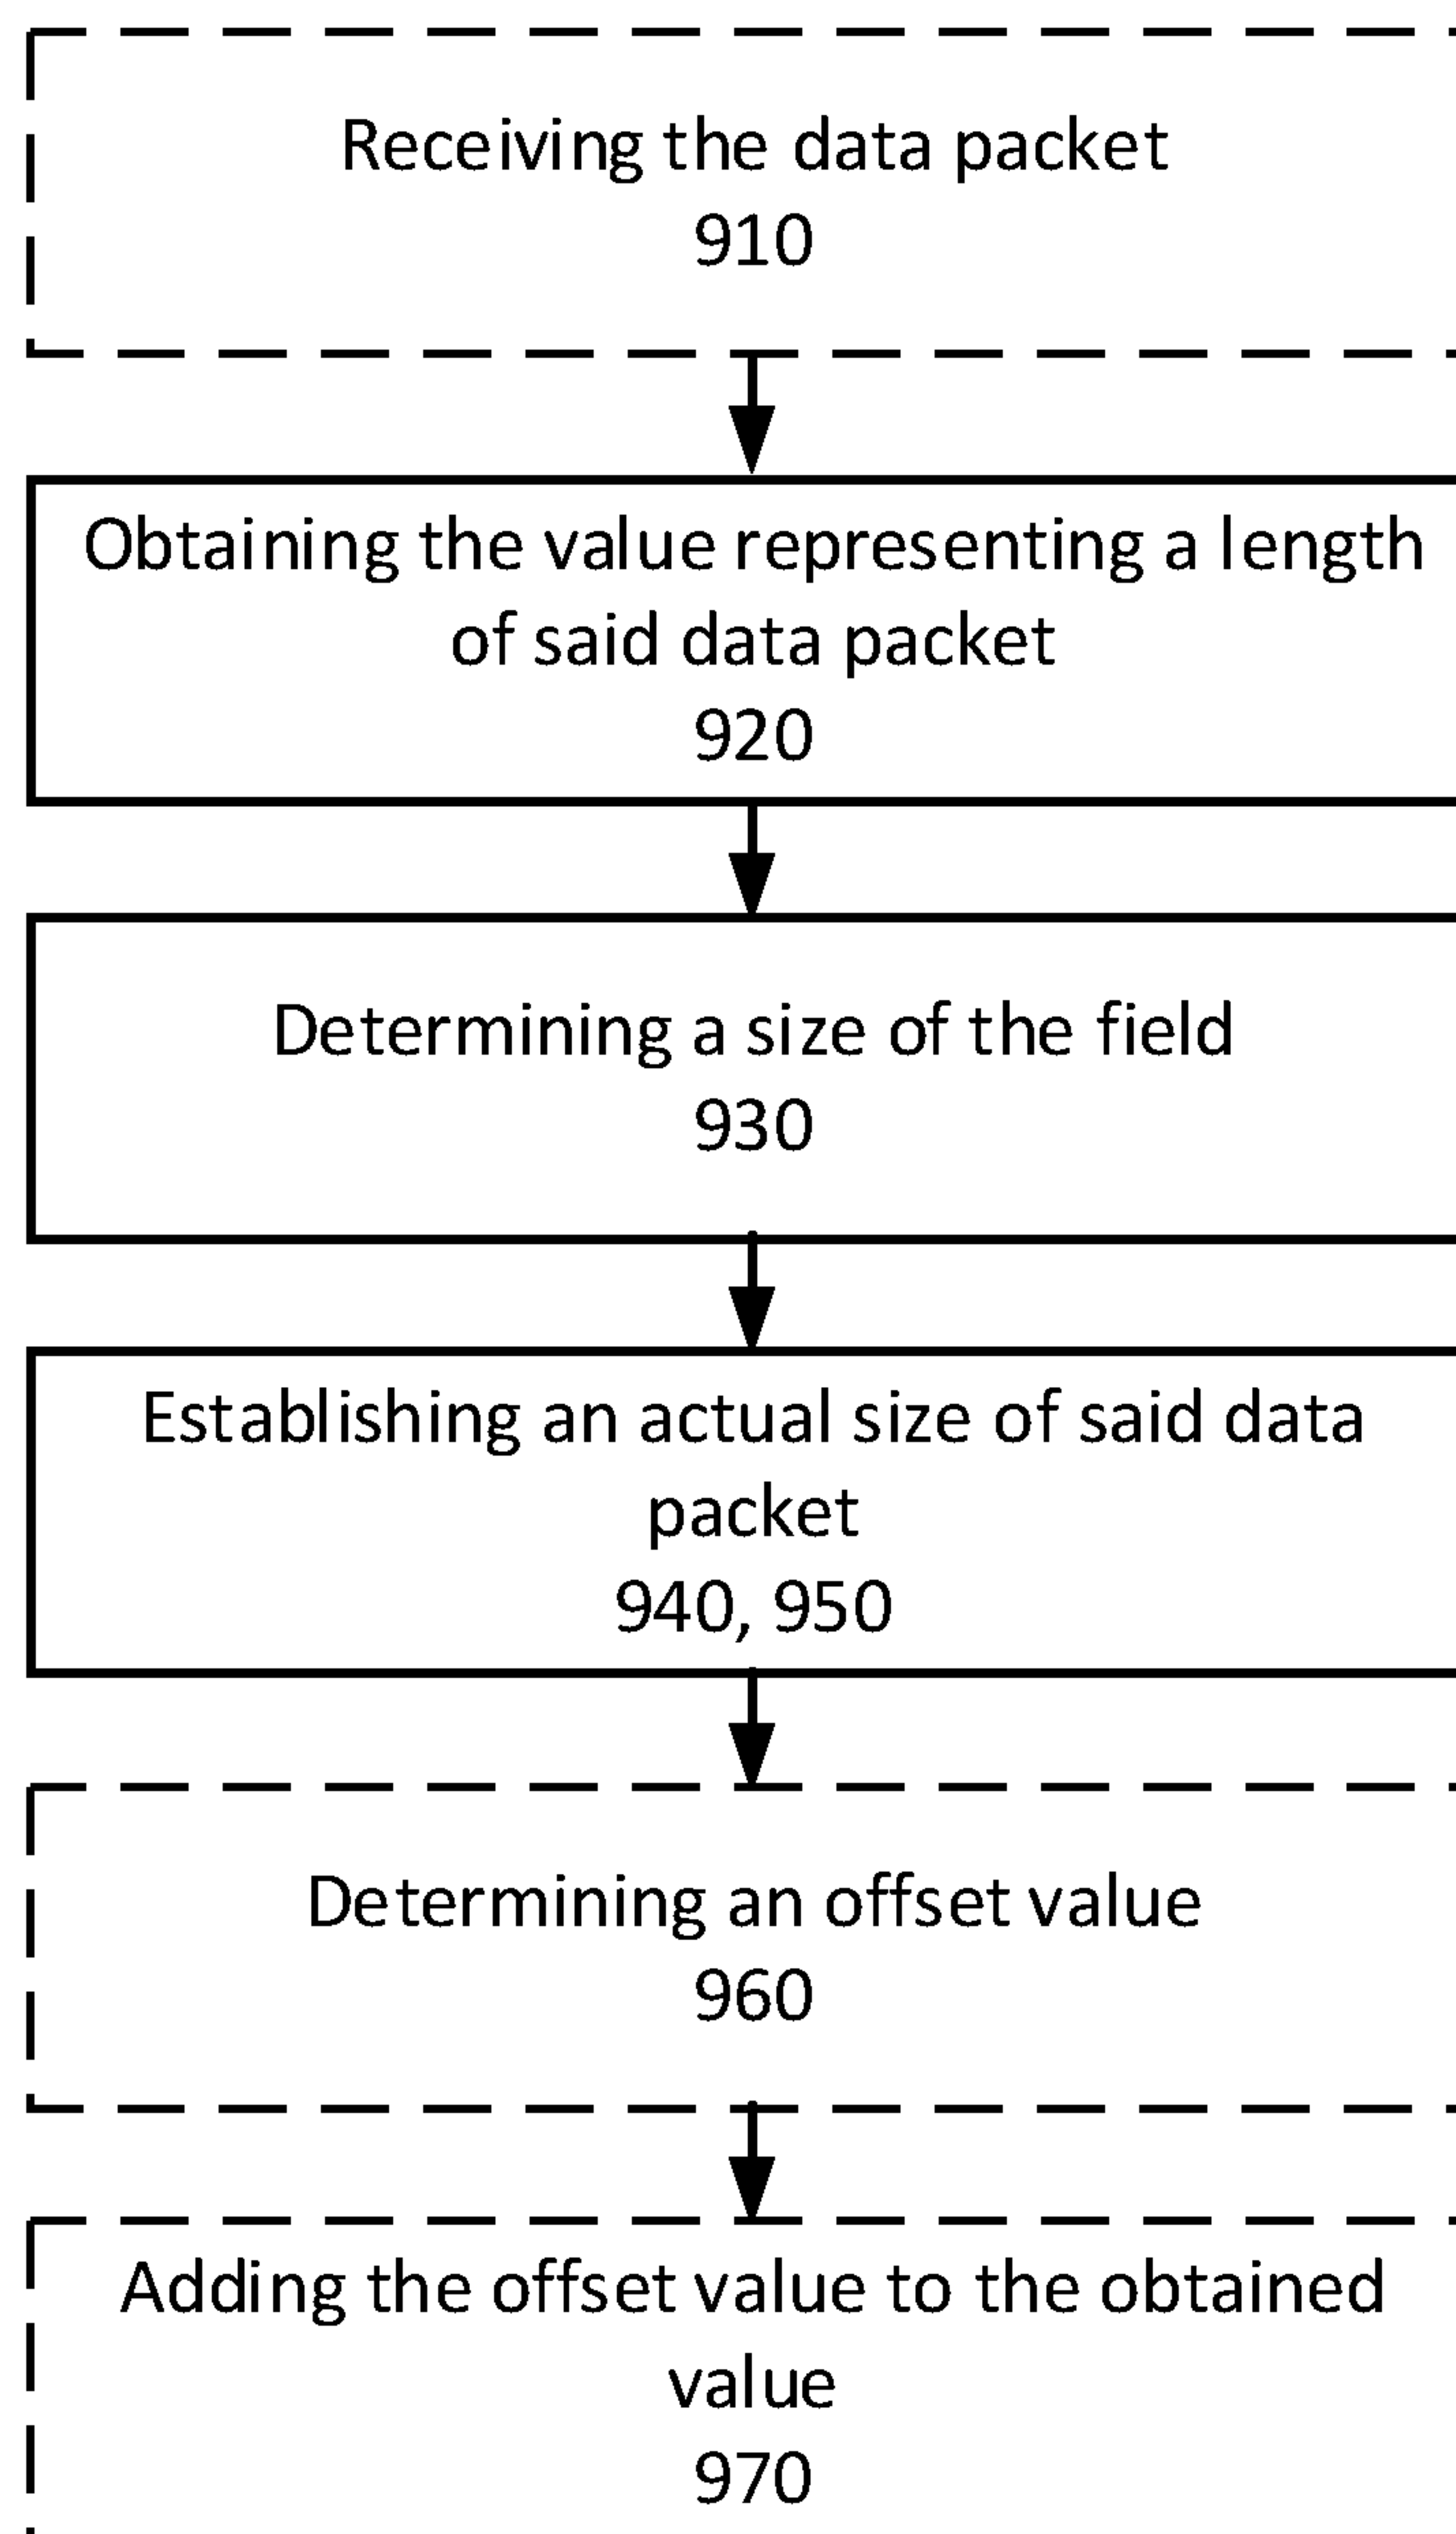 Receiving the data packet
910
Obtaining the value representing a length
of said data packet
920
Determining a size of the field
930
Establishing an actual size of said data
packet
940, 950
Determining an offset value
960
Adding the offset value to the obtained
value
970